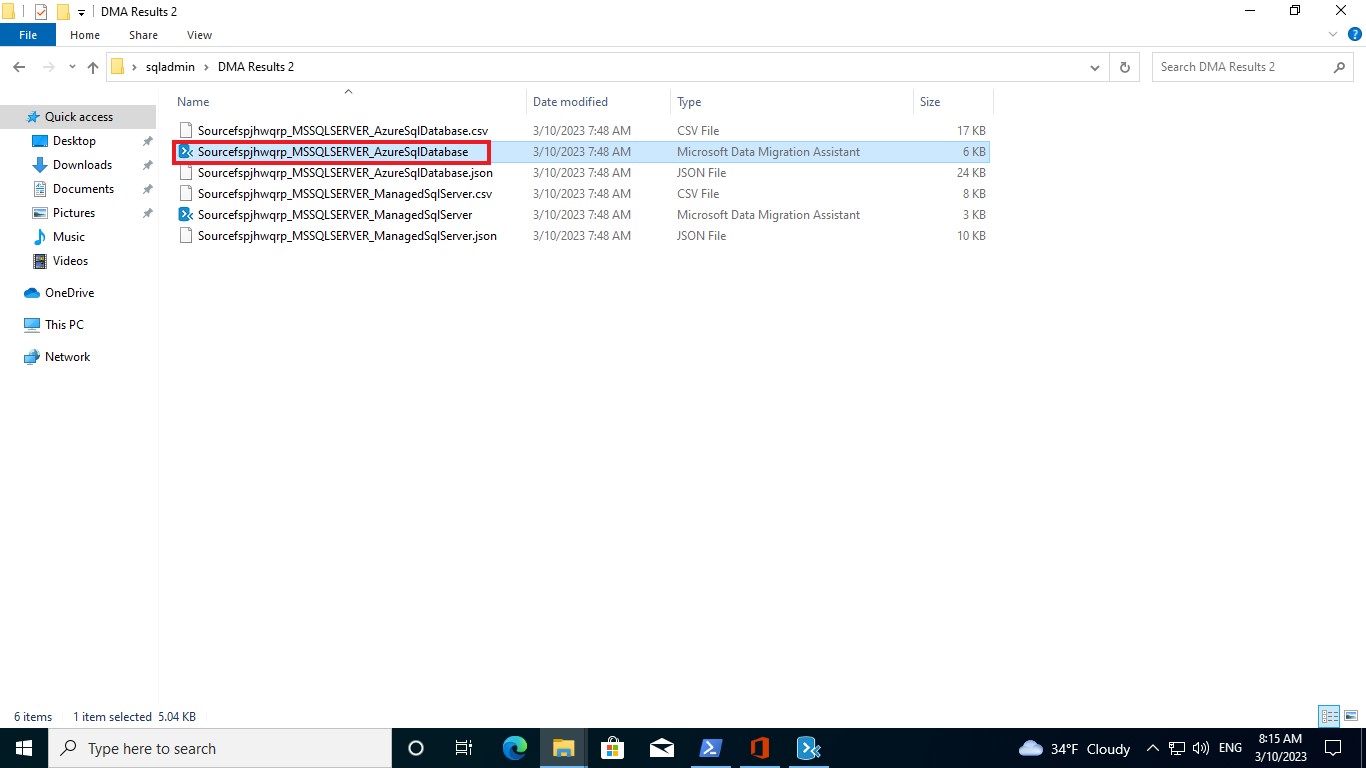 DMA Results 2
File Home Share View
sqladmin DMA Results 2 Search DMA Results 2
Name Date modified Type Size
Quick access
Desktop
Downloads
Documents
Pictures
Music
Videos
OneDrive
This PC
Network
Sourcefspjhwqrp_MSSQLSERVER_AzureSqlDatabase.csv 3/10/2023 7:48 AM CSV File 17 KB
Sourcefspjhwqrp_MSSQLSERVER_AzureSqlDatabase 3/10/2023 7:48 AM Microsoft Data Migration Assistant 6 KB
Sourcefspjhwqrp_MSSQLSERVER_AzureSqlDatabase.json 3/10/2023 7:48 AM JSON File 24 KB
Sourcefspjhwqrp_MSSQLSERVER_ManagedSqlServer.csv 3/10/2023 7:48 AM CSV File 8 KB
Sourcefspjhwqrp_MSSQLSERVER_ManagedSqlServer 3/10/2023 7:48 AM Microsoft Data Migration Assistant 3 KB
Sourcefspjhwqrp_MSSQLSERVER_ManagedSqlServer.json 3/10/2023 7:48 AM JSON File 10 KB
6 items 1 item selected 5.04 KB
Type here to search 34°F Cloudy ENG 8:15 AM
3/10/2023